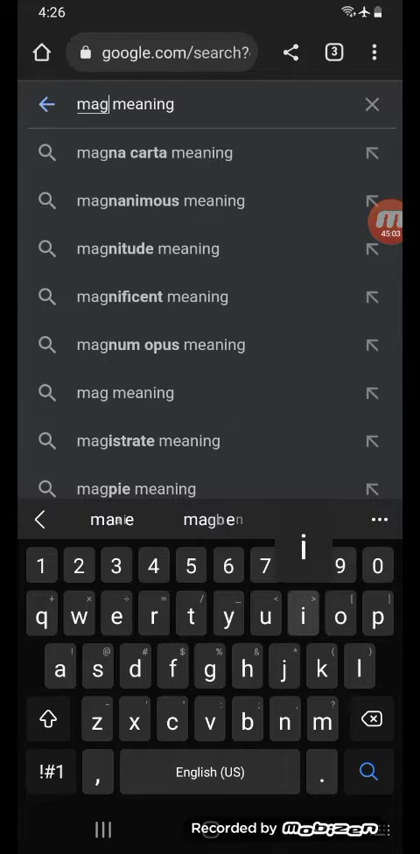 4:26
google.com/search?
3
mag meaning
magna carta meaning
magnanimous meaning
45:03
magnitude meaning
magnificent meaning
magnum opus meaning
mag meaning
magistrate meaning
magpie meaning
i
1 2 3 4 5 6 7 9 0
q w e r t y u i o p
a s d f g h j k l
z x c v b n m
!#1 , English (US) .
Recorded by MOBIZEN